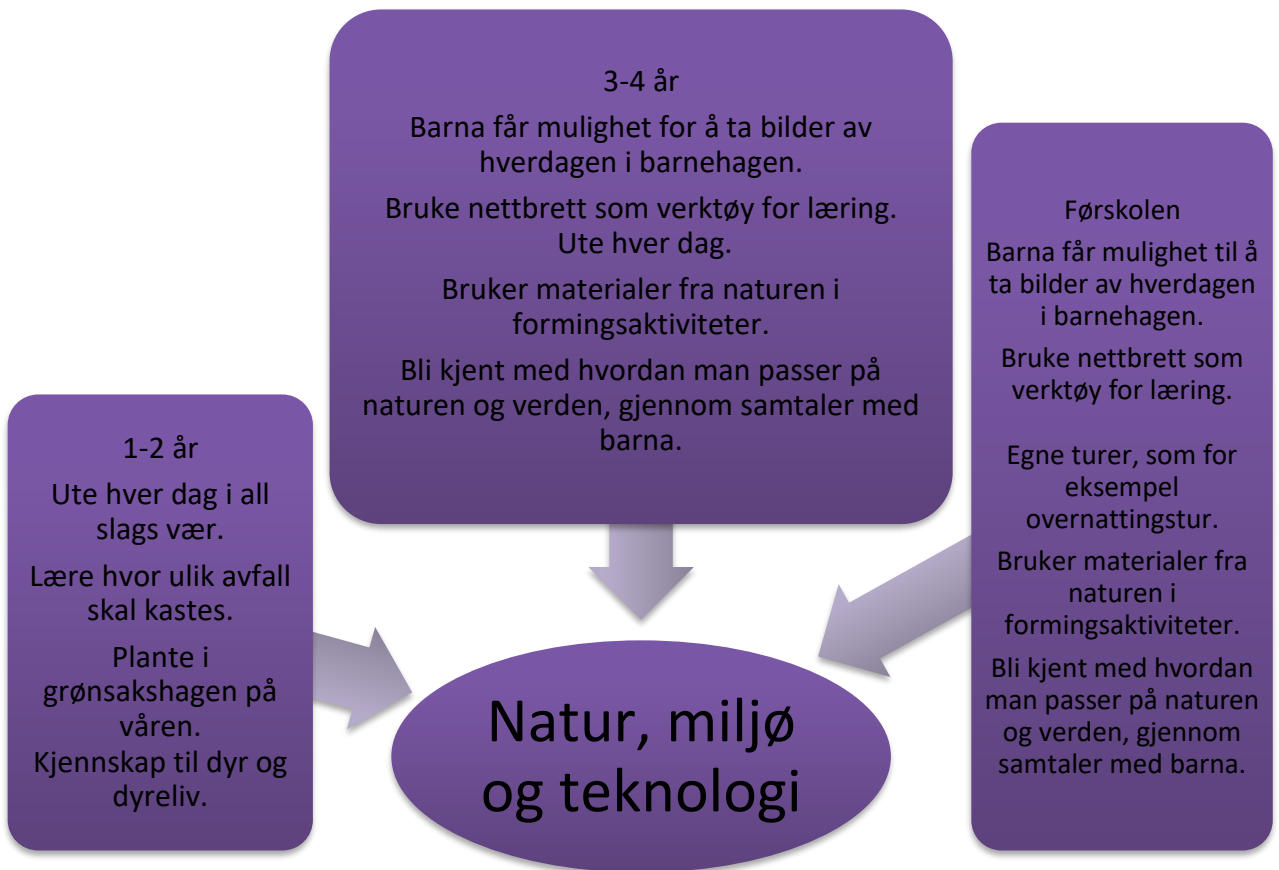 3-4 år
Barna får mulighet for å ta bilder av
hverdagen i barnehagen.
Bruke nettbrett som verktøy for læring.
Ute hver dag.
Bruker materialer fra naturen i
formingsaktiviteter.
Bli kjent med hvordan man passer på
naturen og verden, gjennom samtaler med
barna.
1-2 år
Ute hver dag i all
slags vær.
Lære hvor ulik avfall
skal kastes.
Plante i
grønsakshagen på
våren.
Kjennskap til dyr og
dyreliv.
Førskolen
Barna får mulighet til å
ta bilder av hverdagen
i barnehagen.
Bruke nettbrett som
verktøy for læring.
Egne turer, som for
eksempel
overnattingstur.
Bruker materialer fra
naturen i
formingsaktiviteter.
Bli kjent med hvordan
man passer på naturen
og verden, gjennom
samtaler med barna.
Natur, miljø
og teknologi